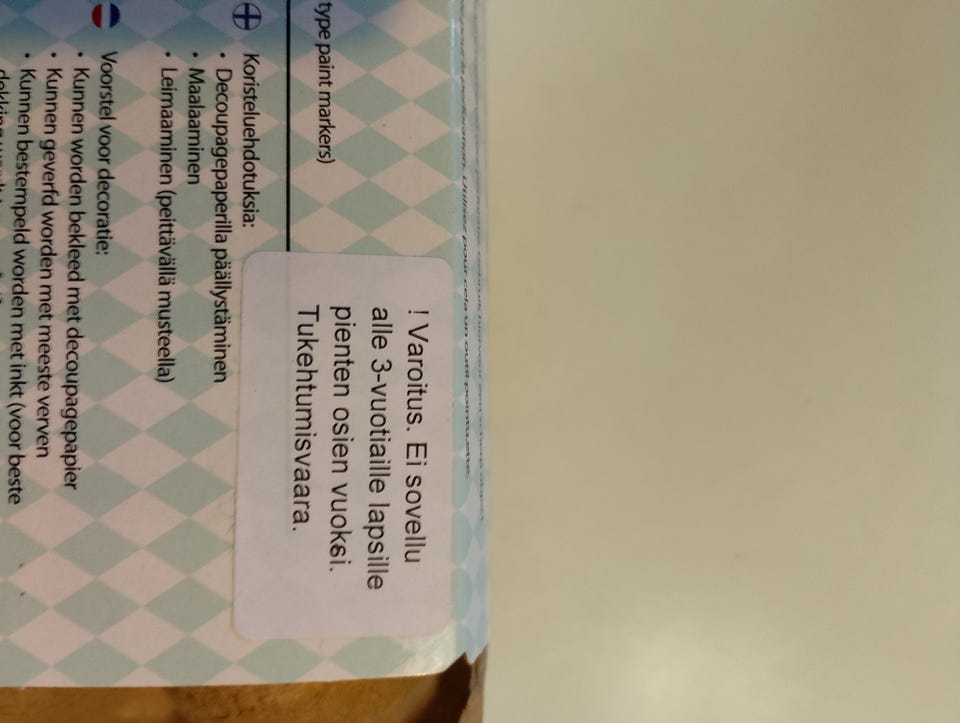 type paint markers)
Koristeluehdotuksia:
• Decoupagepaperilla päällystäminen
• Maalaaminen
• Leimaaminen (peittävällä musteella)
Voorstel voor decoratie:
• Kunnen worden bekleed met decoupagepapier
• Kunnen geverfd worden met meeste verven
• Kunnen bestempeld worden met inkt (voor beste
! Varoitus. Ei sovellu
alle 3-vuotiaille lapsille
pienten osien vuoksi.
Tukehtumisvaara.